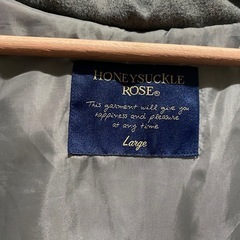 HONEYSUCKLE
ROSE®
This garment will give you
happiness and pleasure
at any time
Large